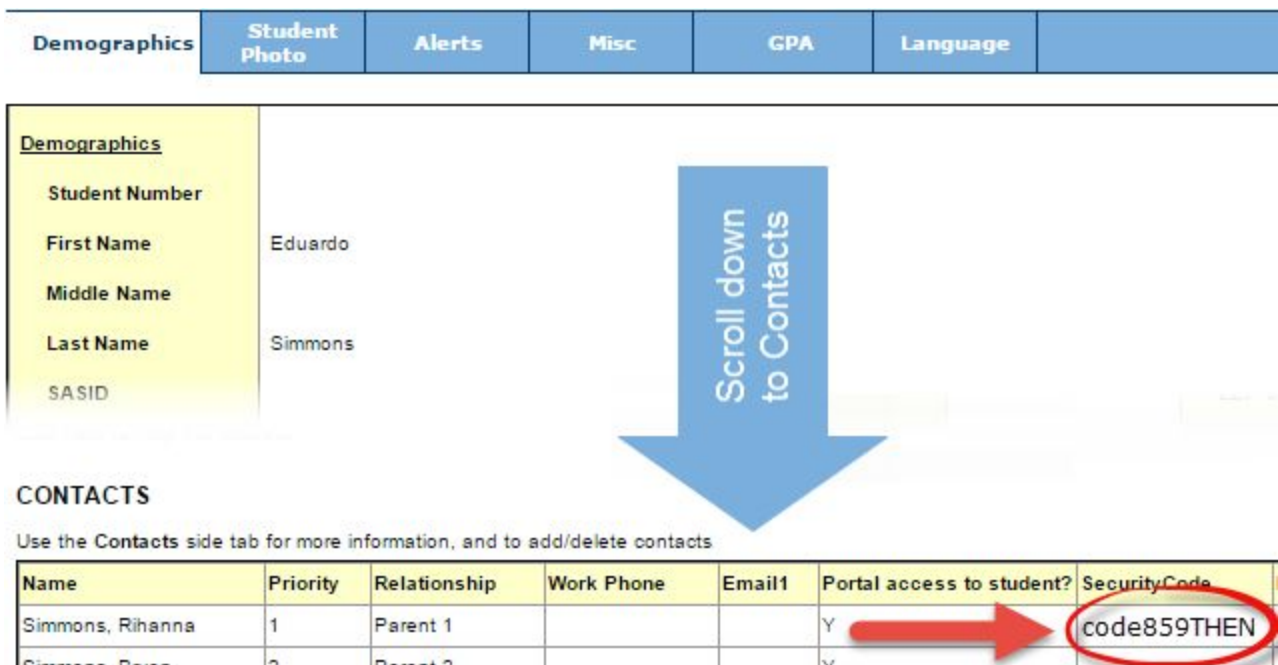 Demographics Student Photo Alerts Misc GPA Language
Demographics
Student Number
First Name Eduardo
Middle Name
Last Name Simmons
SASID
Scroll down
to Contacts
CONTACTS
Use the Contacts side tab for more information, and to add/delete contacts
Name Priority Relationship Work Phone Email1 Portal access to student? SecurityCode
Simmons, Rihanna 1 Parent 1 Y code859THEN
Simmons, 2 Parent 2 Y